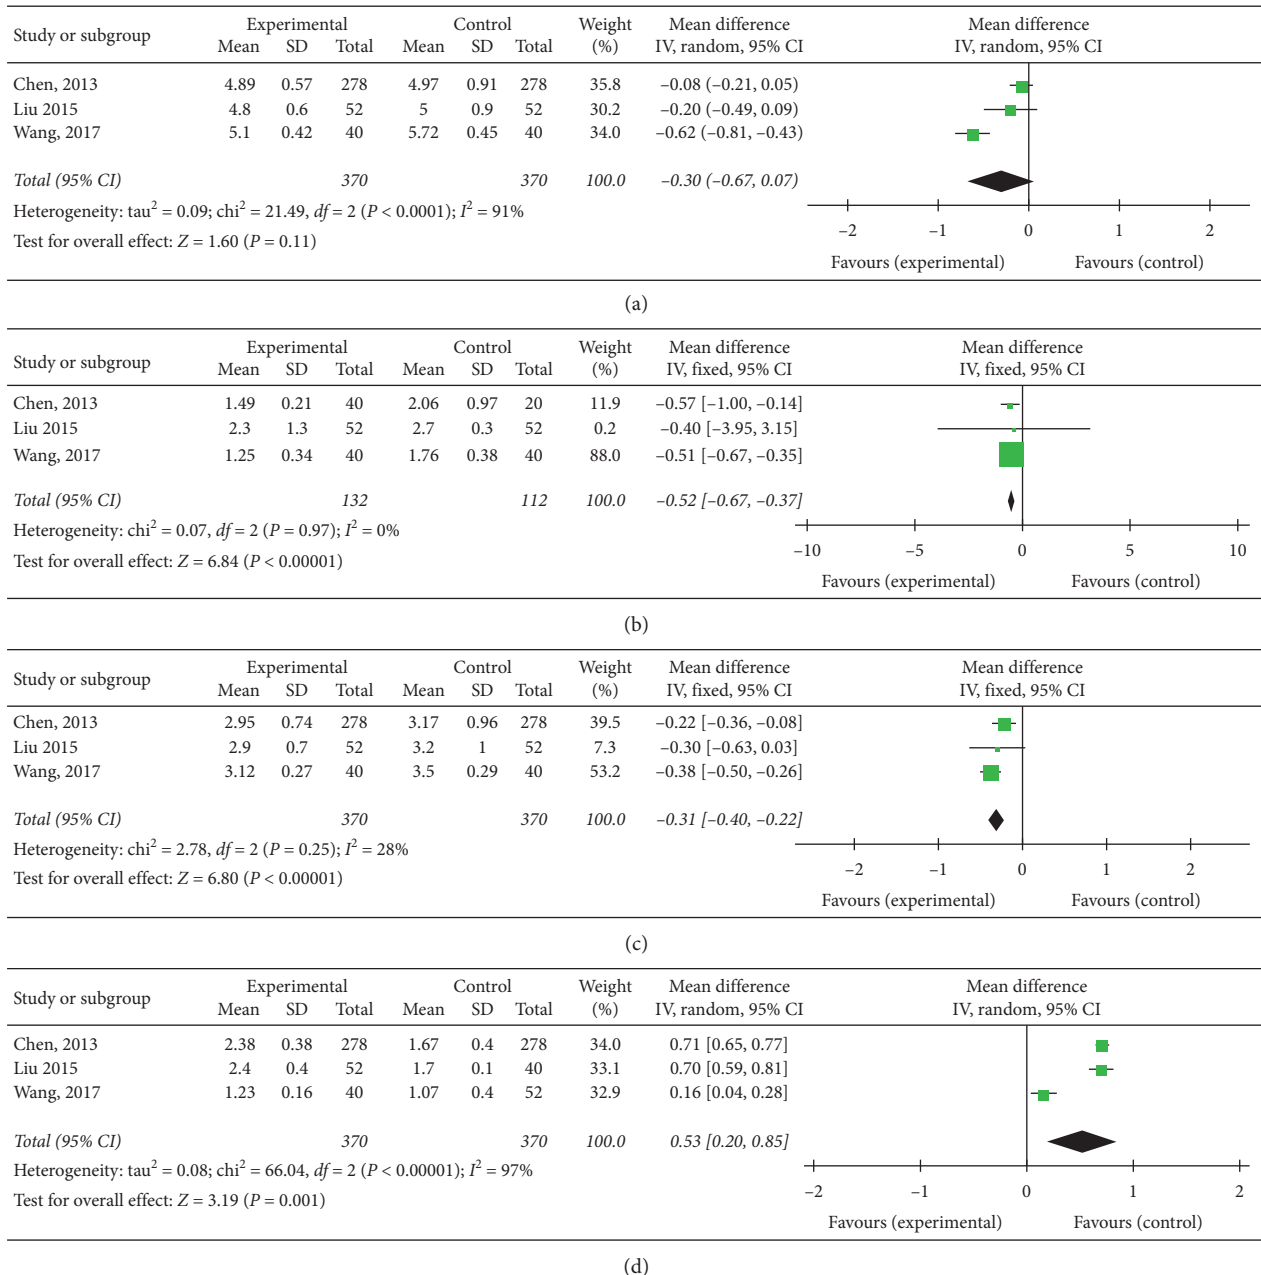 Study or subgroup Experimental Control Weight Mean difference Mean difference
Mean SD Total Mean SD Total (%) IV, random, 95% CI IV, random, 95% CI
Chen, 2013 4.89 0.57 278 4.97 0.91 278 35.8 –0.08 (–0.21, 0.05)
Liu 2015 4.8 0.6 52 5 0.9 52 30.2 –0.20 (–0.49, 0.09)
Wang, 2017 5.1 0.42 40 5.72 0.45 40 34.0 –0.62 (–0.81, –0.43)
Total (95% CI) 370 370 100.0 –0.30 (–0.67, 0.07)
Heterogeneity: tau² = 0.09; chi² = 21.49, df = 2 (P < 0.0001); I² = 91%
Test for overall effect: Z = 1.60 (P = 0.11)
–2 –1 0 1 2
Favours (experimental) Favours (control)
(a)
Study or subgroup Experimental Control Weight Mean difference Mean difference
Mean SD Total Mean SD Total (%) IV, fixed, 95% CI IV, fixed, 95% CI
Chen, 2013 1.49 0.21 40 2.06 0.97 20 11.9 –0.57 [–1.00, –0.14]
Liu 2015 2.3 1.3 52 2.7 0.3 52 0.2 –0.40 [–3.95, 3.15]
Wang, 2017 1.25 0.34 40 1.76 0.38 40 88.0 –0.51 [–0.67, –0.35]
Total (95% CI) 132 112 100.0 –0.52 [–0.67, –0.37]
Heterogeneity: chi² = 0.07, df = 2 (P = 0.97); I² = 0%
Test for overall effect: Z = 6.84 (P < 0.00001)
–10 –5 0 5 10
Favours (experimental) Favours (control)
(b)
Study or subgroup Experimental Control Weight Mean difference Mean difference
Mean SD Total Mean SD Total (%) IV, fixed, 95% CI IV, fixed, 95% CI
Chen, 2013 2.95 0.74 278 3.17 0.96 278 39.5 –0.22 [–0.36, –0.08]
Liu 2015 2.9 0.7 52 3.2 1 52 7.3 –0.30 [–0.63, 0.03]
Wang, 2017 3.12 0.27 40 3.5 0.29 40 53.2 –0.38 [–0.50, –0.26]
Total (95% CI) 370 370 100.0 –0.31 [–0.40, –0.22]
Heterogeneity: chi² = 2.78, df = 2 (P = 0.25); I² = 28%
Test for overall effect: Z = 6.80 (P < 0.00001)
–2 –1 0 1 2
Favours (experimental) Favours (control)
(c)
Study or subgroup Experimental Control Weight Mean difference Mean difference
Mean SD Total Mean SD Total (%) IV, random, 95% CI IV, random, 95% CI
Chen, 2013 2.38 0.38 278 1.67 0.4 278 34.0 0.71 [0.65, 0.77]
Liu 2015 2.4 0.4 52 1.7 0.1 40 33.1 0.70 [0.59, 0.81]
Wang, 2017 1.23 0.16 40 1.07 0.4 52 32.9 0.16 [0.04, 0.28]
Total (95% CI) 370 370 100.0 0.53 [0.20, 0.85]
Heterogeneity: tau² = 0.08; chi² = 66.04, df = 2 (P < 0.00001); I² = 97%
Test for overall effect: Z = 3.19 (P = 0.001)
–2 –1 0 1 2
Favours (experimental) Favours (control)
(d)